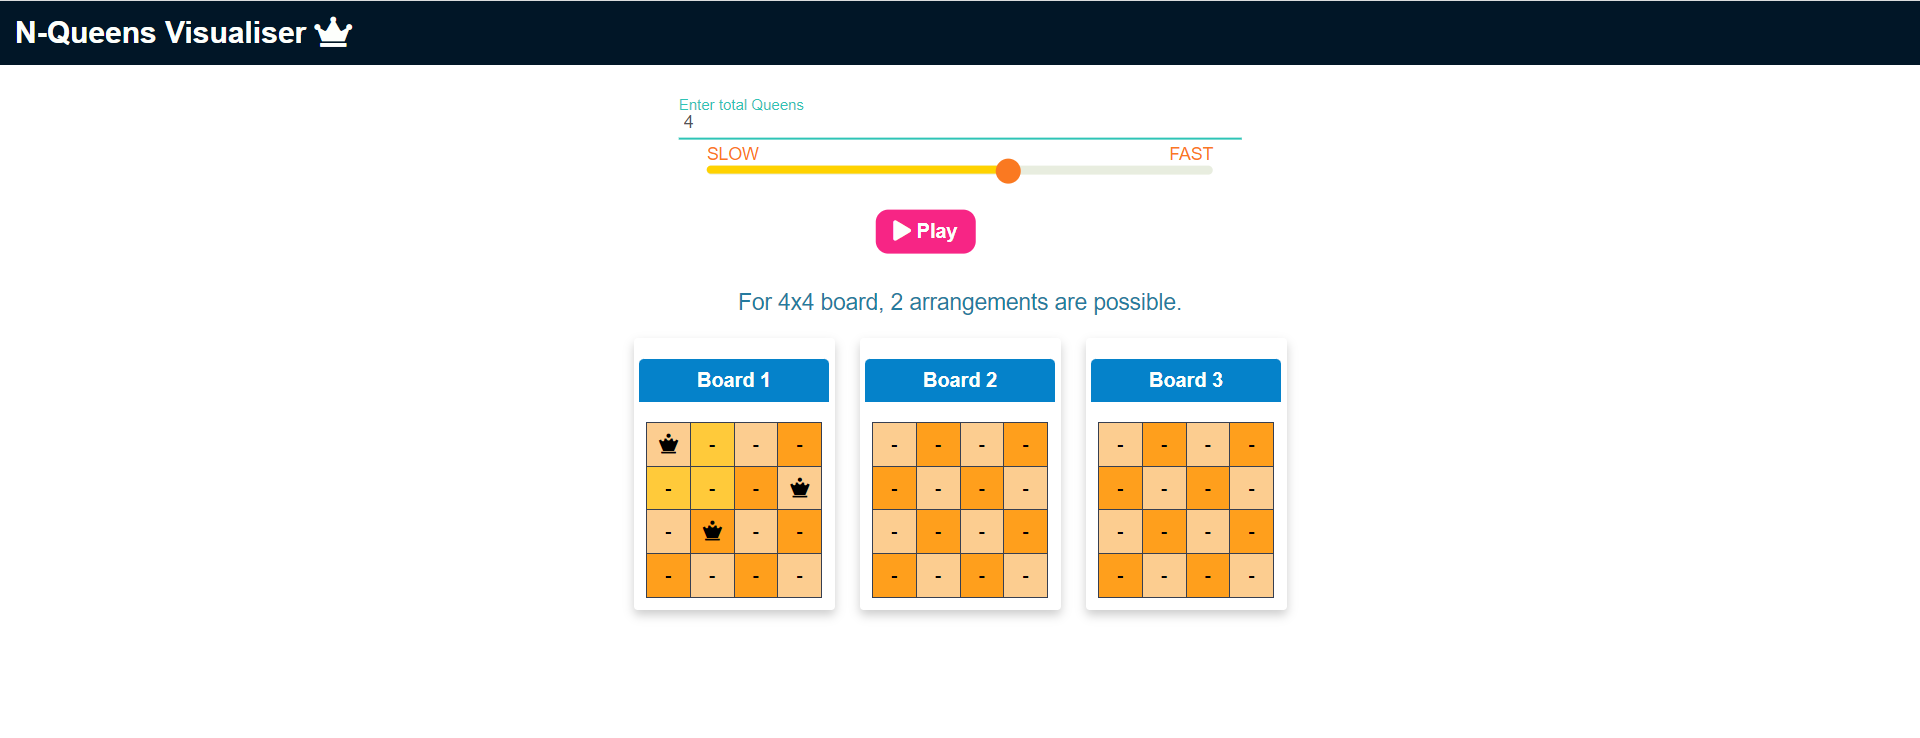 N-Queens Visualiser
Enter total Queens
4
SLOW FAST
Play
For 4x4 board, 2 arrangements are possible.
Board 1 Board 2 Board 3
- - - - - - - - - - -
- - - - - - - - - - -
- - - - - - - - - - -
- - - - - - - - - - - -